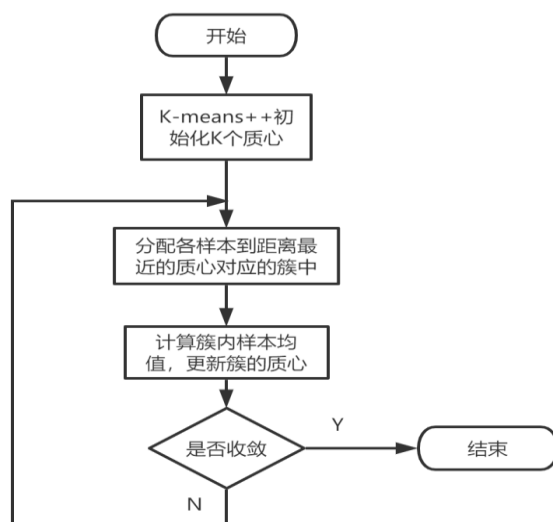 开始
K-means++初
始化K个质心
分配各样本到距离最
近的质心对应的簇中
计算簇内样本均
值，更新簇的质心
是否收敛
Y
结束
N